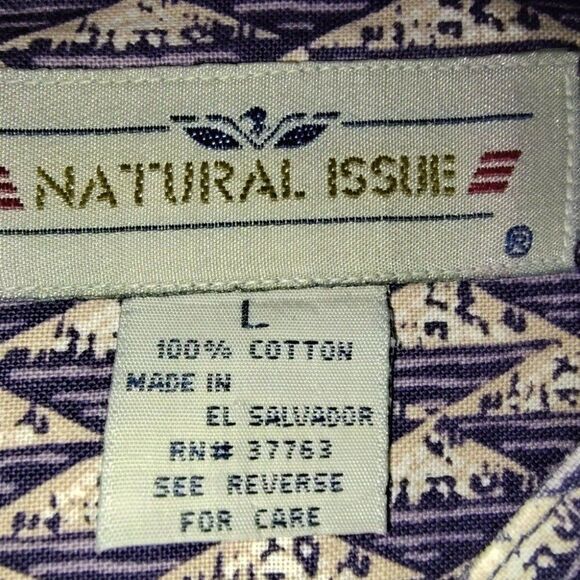 NATURAL ISSUE
®
L
100% COTTON
MADE IN
EL SALVADOR
RN# 37763
SEE REVERSE
FOR CARE